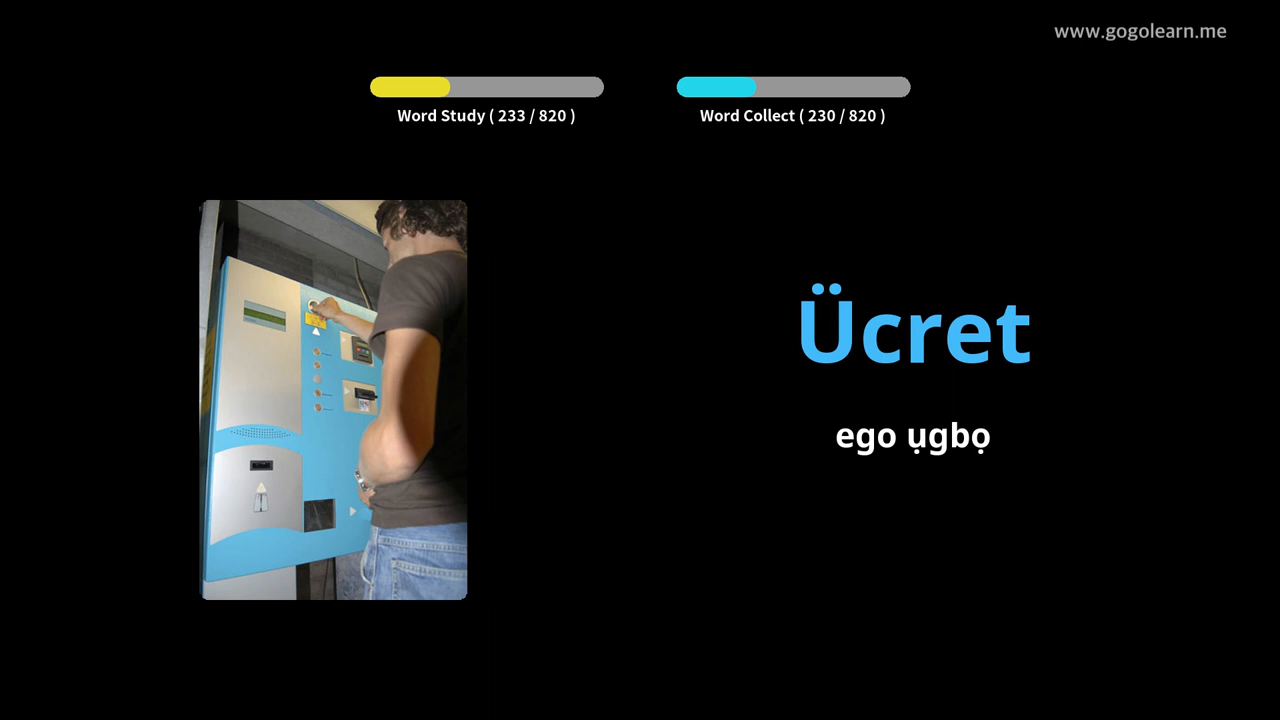 www.gogolearn.me
Word Study ( 233 / 820 )
Word Collect ( 230 / 820 )
Ücret
ego ụgbọ